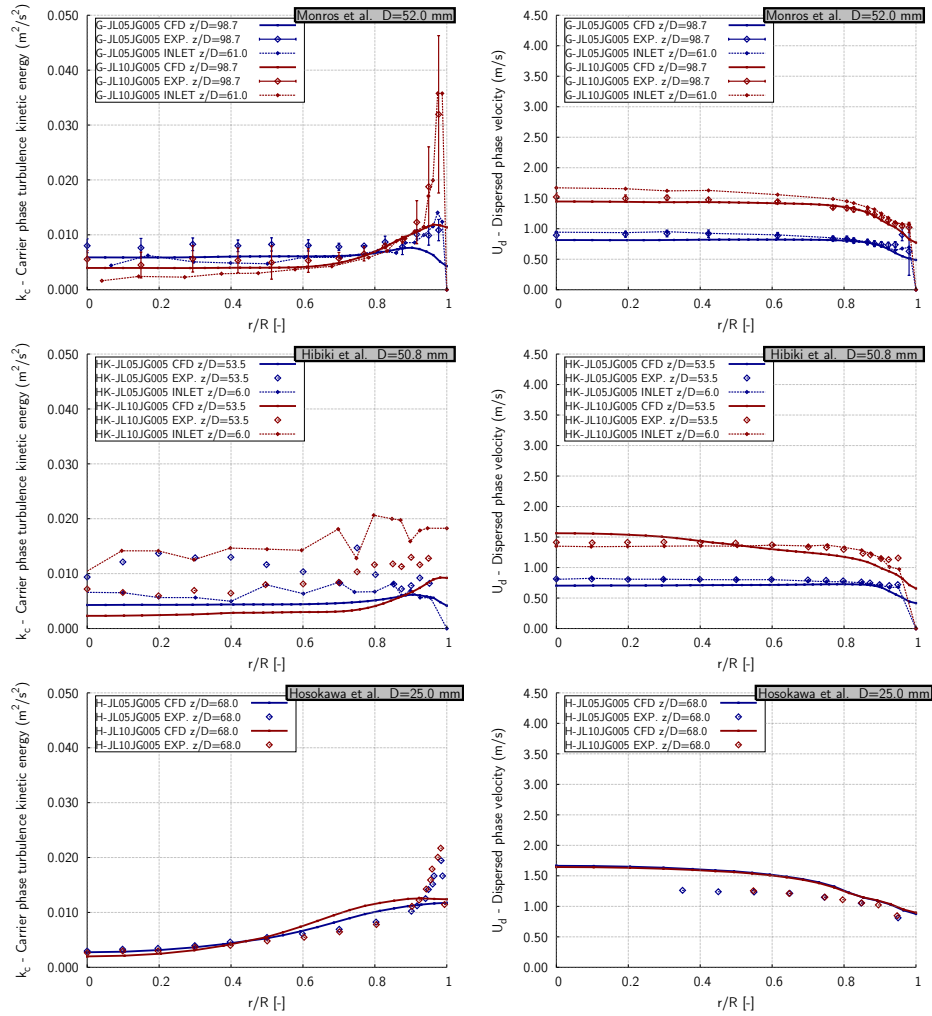 Monros et al. D=52.0 mm
k_c - Carrier phase turbulence kinetic energy (m²/s²)
0.050
0.040
0.030
0.020
0.010
0.000
G-JL05JG005 CFD z/D=98.7
G-JL05JG005 EXP. z/D=98.7
G-JL05JG005 INLET z/D=61.0
G-JL10JG005 CFD z/D=98.7
G-JL10JG005 EXP. z/D=98.7
G-JL10JG005 INLET z/D=61.0
0 0.2 0.4 0.6 0.8 1
r/R [-]
Monros et al. D=52.0 mm
U_d - Dispersed phase velocity (m/s)
4.50
4.00
3.50
3.00
2.50
2.00
1.50
1.00
0.50
0.00
G-JL05JG005 CFD z/D=98.7
G-JL05JG005 EXP. z/D=98.7
G-JL05JG005 INLET z/D=61.0
G-JL10JG005 CFD z/D=98.7
G-JL10JG005 EXP. z/D=98.7
G-JL10JG005 INLET z/D=61.0
0 0.2 0.4 0.6 0.8 1
r/R [-]
Hibiki et al. D=50.8 mm
k_c - Carrier phase turbulence kinetic energy (m²/s²)
0.050
0.040
0.030
0.020
0.010
0.000
HK-JL05JG005 CFD z/D=53.5
HK-JL05JG005 EXP. z/D=53.5
HK-JL05JG005 INLET z/D=6.0
HK-JL10JG005 CFD z/D=53.5
HK-JL10JG005 EXP. z/D=53.5
HK-JL10JG005 INLET z/D=6.0
0 0.2 0.4 0.6 0.8 1
r/R [-]
Hibiki et al. D=50.8 mm
U_d - Dispersed phase velocity (m/s)
4.50
4.00
3.50
3.00
2.50
2.00
1.50
1.00
0.50
0.00
HK-JL05JG005 CFD z/D=53.5
HK-JL05JG005 EXP. z/D=53.5
HK-JL05JG005 INLET z/D=6.0
HK-JL10JG005 CFD z/D=53.5
HK-JL10JG005 EXP. z/D=53.5
HK-JL10JG005 INLET z/D=6.0
0 0.2 0.4 0.6 0.8 1
r/R [-]
Hosokawa et al. D=25.0 mm
k_c - Carrier phase turbulence kinetic energy (m²/s²)
0.050
0.040
0.030
0.020
0.010
0.000
H-JL05JG005 CFD z/D=68.0
H-JL05JG005 EXP. z/D=68.0
H-JL10JG005 CFD z/D=68.0
H-JL10JG005 EXP. z/D=68.0
0 0.2 0.4 0.6 0.8 1
r/R [-]
Hosokawa et al. D=25.0 mm
U_d - Dispersed phase velocity (m/s)
4.50
4.00
3.50
3.00
2.50
2.00
1.50
1.00
0.50
0.00
H-JL05JG005 CFD z/D=68.0
H-JL05JG005 EXP. z/D=68.0
H-JL10JG005 CFD z/D=68.0
H-JL10JG005 EXP. z/D=68.0
0 0.2 0.4 0.6 0.8 1
r/R [-]